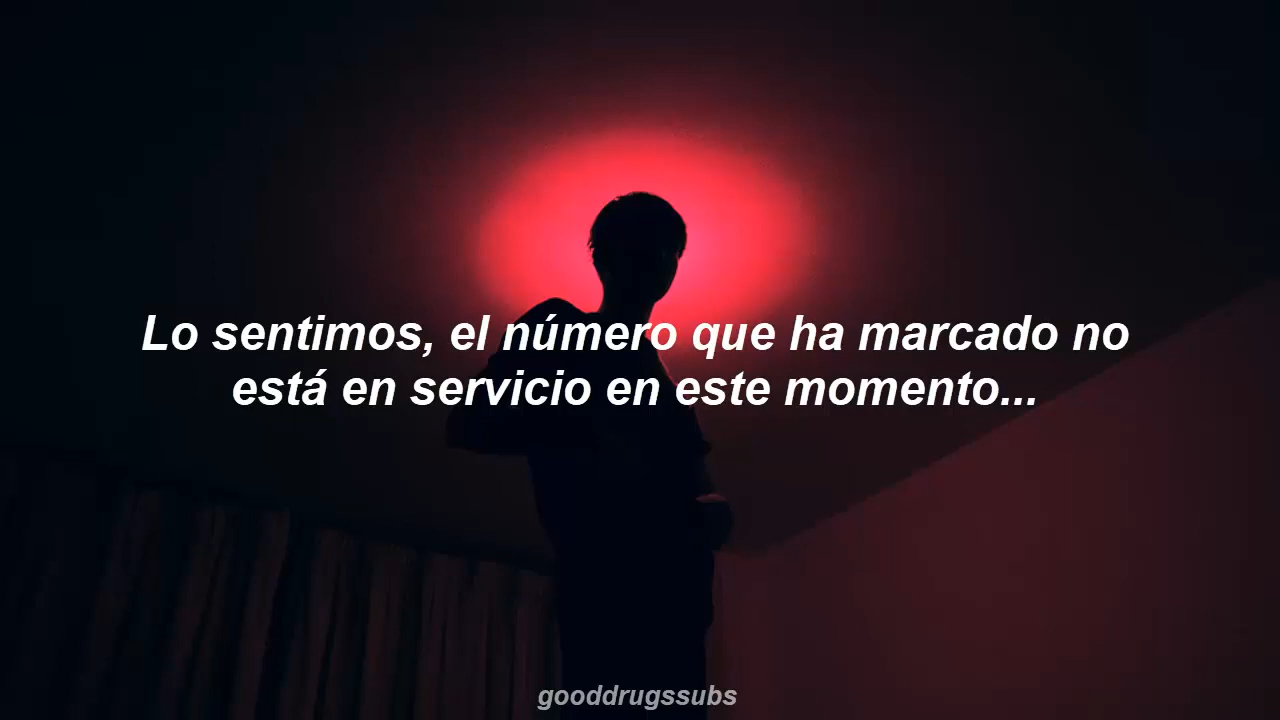 Lo sentimos, el número que ha marcado no
está en servicio en este momento...
gooddrugssubs